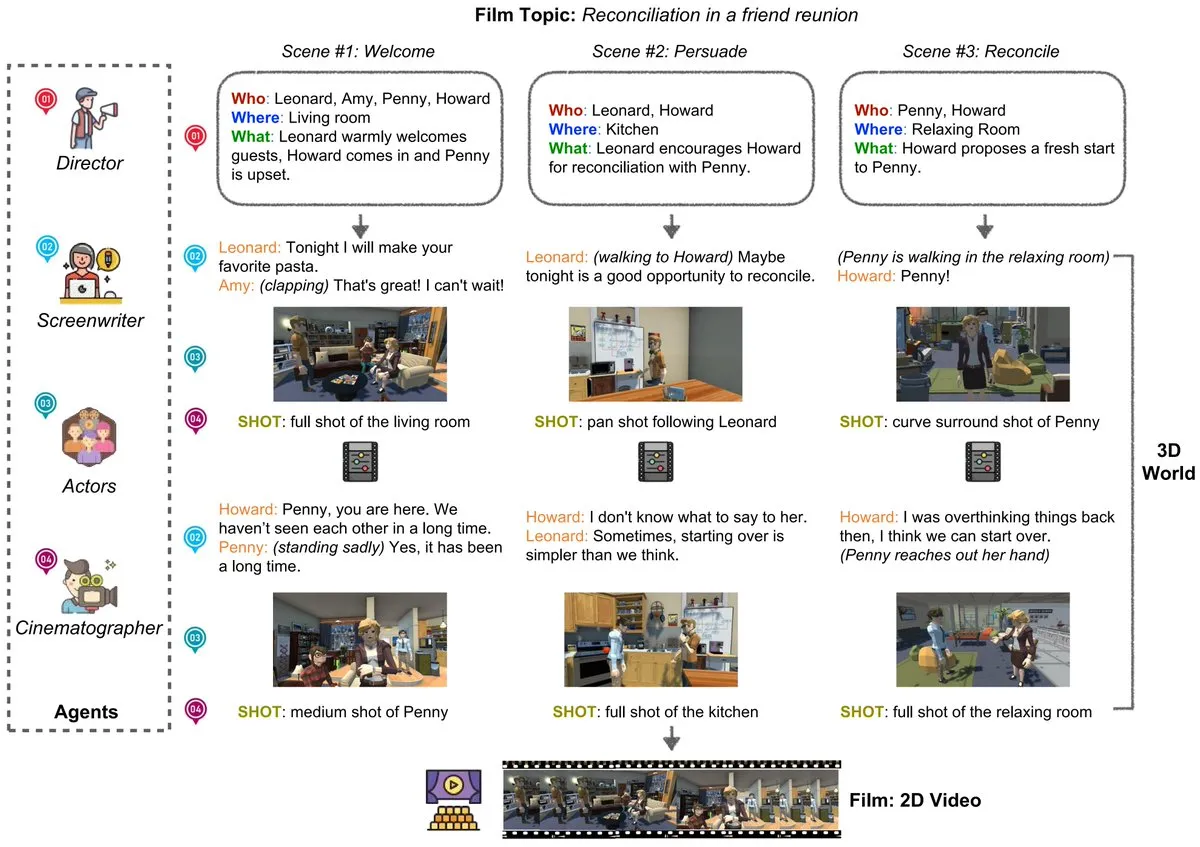 Film Topic: Reconciliation in a friend reunion
Scene #1: Welcome
Scene #2: Persuade
Scene #3: Reconcile
01
Director
02
Screenwriter
03
Actors
04
Cinematographer
Agents
01
Who: Leonard, Amy, Penny, Howard
Where: Living room
What: Leonard warmly welcomes
guests, Howard comes in and Penny
is upset.
Who: Leonard, Howard
Where: Kitchen
What: Leonard encourages Howard
for reconciliation with Penny.
Who: Penny, Howard
Where: Relaxing Room
What: Howard proposes a fresh start
to Penny.
02
Leonard: Tonight I will make your
favorite pasta.
Amy: (clapping) That's great! I can't wait!
Leonard: (walking to Howard) Maybe
tonight is a good opportunity to reconcile.
(Penny is walking in the relaxing room)
Howard: Penny!
03
04
SHOT: full shot of the living room
SHOT: pan shot following Leonard
SHOT: curve surround shot of Penny
3D
World
02
Howard: Penny, you are here. We
haven't seen each other in a long time.
Penny: (standing sadly) Yes, it has been
a long time.
Howard: I don't know what to say to her.
Leonard: Sometimes, starting over is
simpler than we think.
Howard: I was overthinking things back
then, I think we can start over.
(Penny reaches out her hand)
03
04
SHOT: medium shot of Penny
SHOT: full shot of the kitchen
SHOT: full shot of the relaxing room
Film: 2D Video